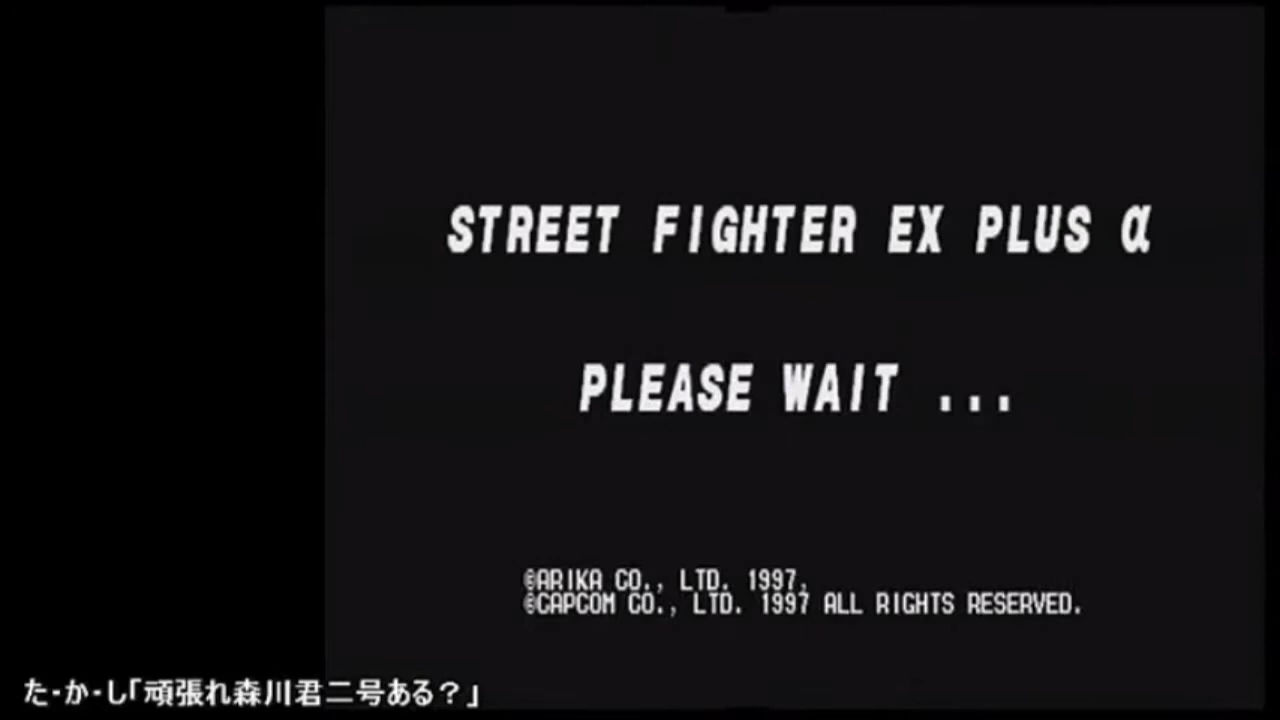 STREET FIGHTER EX PLUS α
PLEASE WAIT ...
©ARIKA CO., LTD. 1997,
©CAPCOM CO., LTD. 1997 ALL RIGHTS RESERVED.
た・か・し「頑張れ森川君二号ある？」